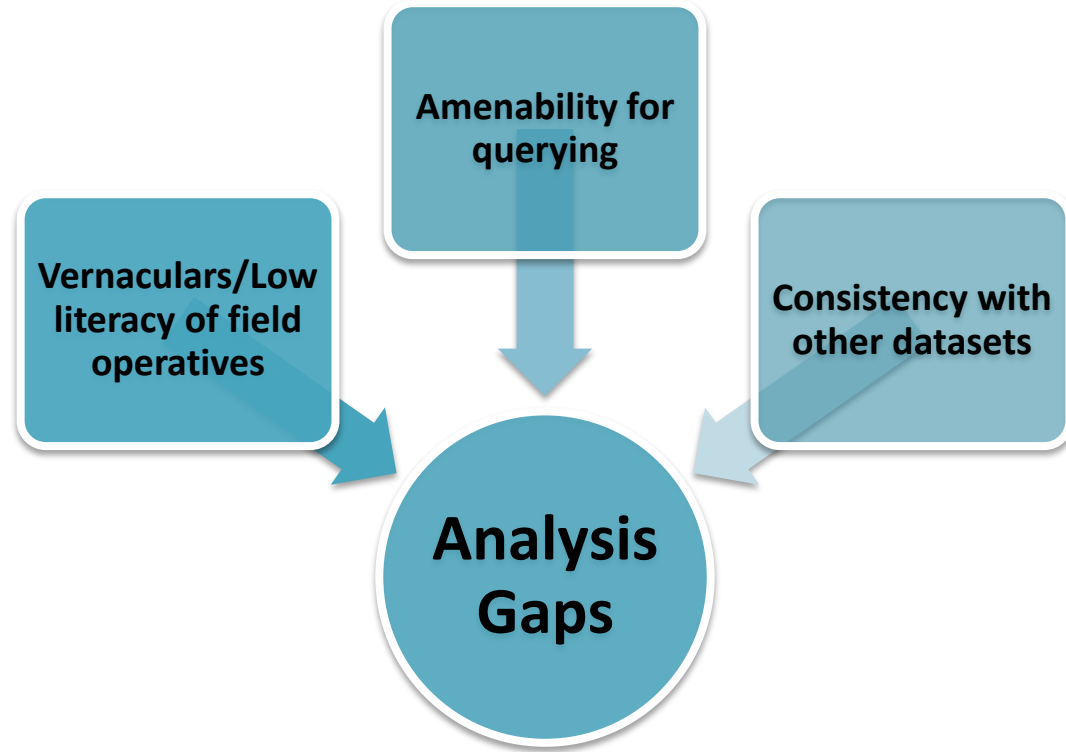 Amenability for
querying
Vernaculars/Low
literacy of field
operatives
Consistency with
other datasets
Analysis
Gaps